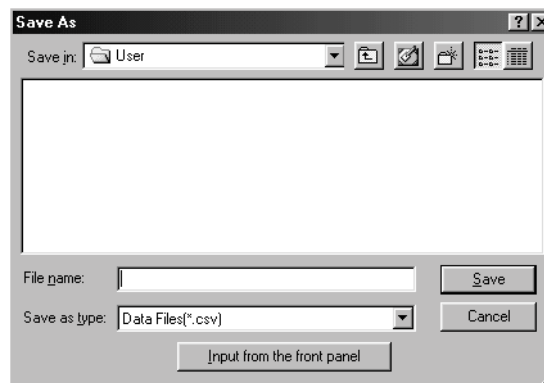 Save As
Save in: User
File name:
Save
Save as type: Data Files(*.csv)
Cancel
Input from the front panel